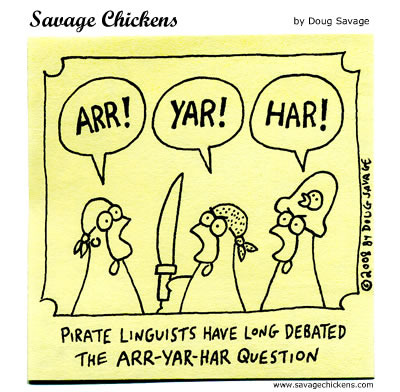 Savage Chickens
by Doug Savage
ARR!
YAR!
HAR!
©2008 BY DOUG SAVAGE
PIRATE LINGUISTS HAVE LONG DEBATED
THE ARR-YAR-HAR QUESTION
www.savagechickens.com